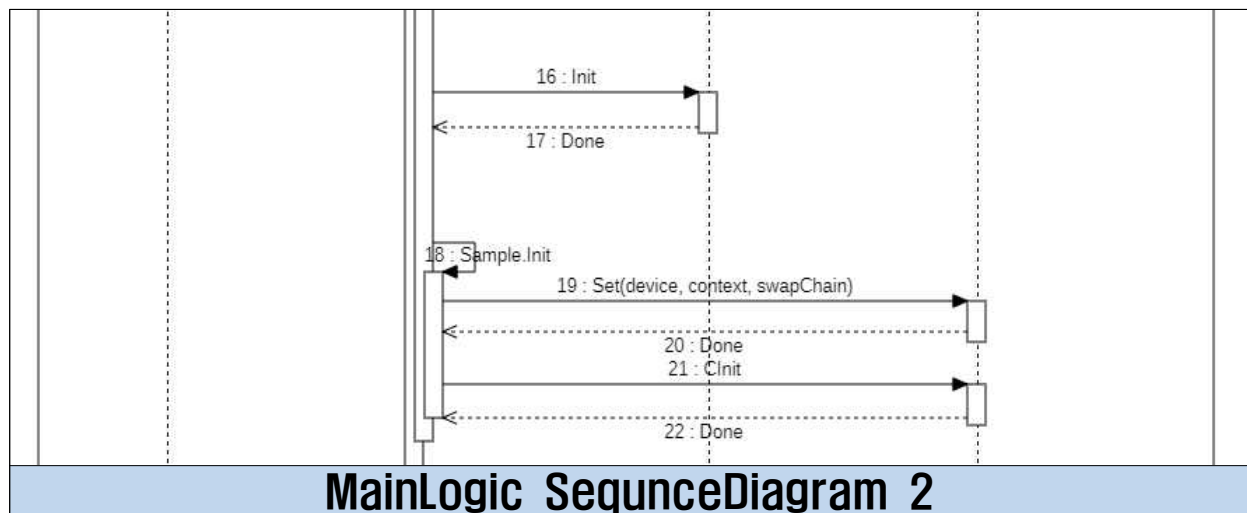 16 : Init
17 : Done
18 : Sample.Init
19 : Set(device, context, swapChain)
20 : Done
21 : CInit
22 : Done
MainLogic SequnceDiagram 2